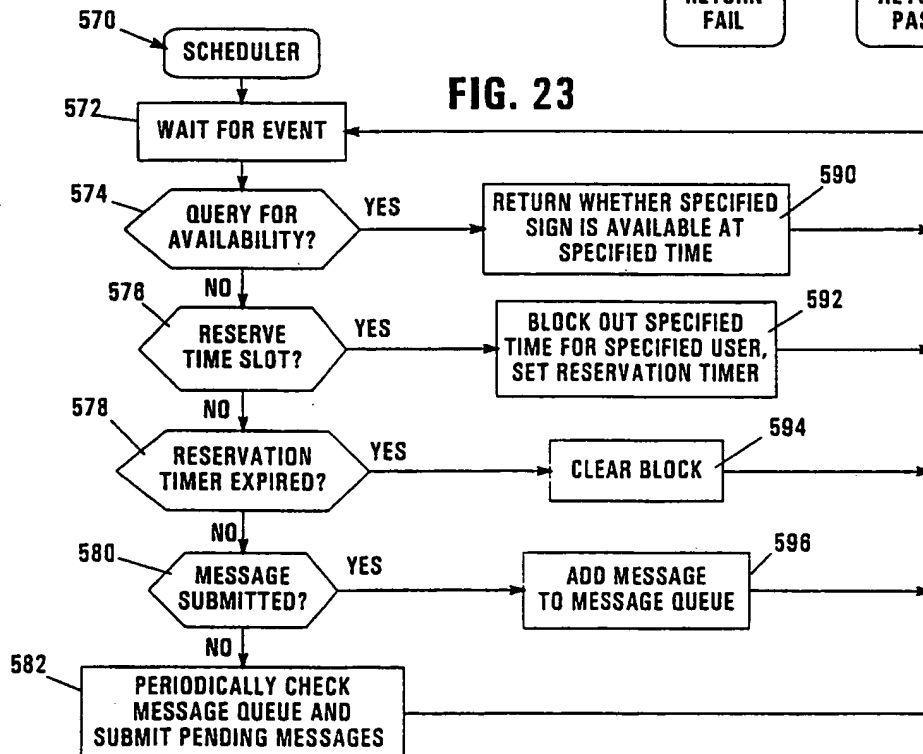 570
SCHEDULER
FAIL
FIG. 23
572
WAIT FOR EVENT
574
QUERY FOR
AVAILABILITY?
YES
RETURN WHETHER SPECIFIED
SIGN IS AVAILABLE AT
SPECIFIED TIME
590
NO
576
RESERVE
TIME SLOT?
YES
BLOCK OUT SPECIFIED
TIME FOR SPECIFIED USER,
SET RESERVATION TIMER
592
NO
578
RESERVATION
TIMER EXPIRED?
YES
CLEAR BLOCK
594
NO
580
MESSAGE
SUBMITTED?
YES
ADD MESSAGE
TO MESSAGE QUEUE
596
NO
582
PERIODICALLY CHECK
MESSAGE QUEUE AND
SUBMIT PENDING MESSAGES